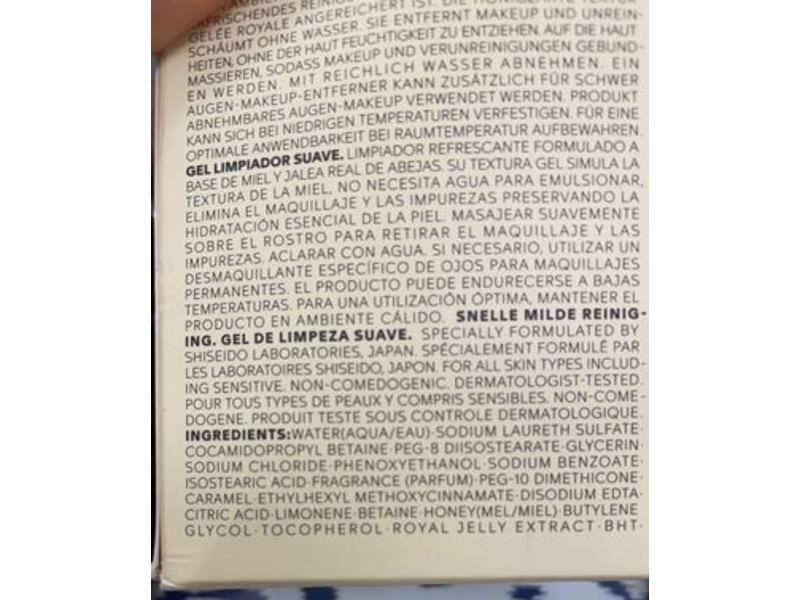 ERFRISCHENDES REINIG
GELÉE ROYALE ANGEREICHERT IST. DIE
SCHÄUMT OHNE WASSER. SIE ENTFERNT MAKEUP UND UNREIN-
HEITEN, OHNE DER HAUT FEUCHTIGKEIT ZU ENTZIEHEN. AUF DIE HAUT
MASSIEREN, SODASS MAKEUP UND VERUNREINIGUNGEN GEBUND-
EN WERDEN. MIT REICHLICH WASSER ABNEHMEN. EIN
AUGEN-MAKEUP-ENTFERNER KANN ZUSÄTZLICH FÜR SCHWER
ABNEHMBARES AUGEN-MAKEUP VERWENDET WERDEN. PRODUKT
KANN SICH BEI NIEDRIGEN TEMPERATUREN VERFESTIGEN. FÜR EINE
OPTIMALE ANWENDBARKEIT BEI RAUMTEMPERATUR AUFBEWAHREN.
GEL LIMPIADOR SUAVE. LIMPIADOR REFRESCANTE FORMULADO A
BASE DE MIEL Y JALEA REAL DE ABEJAS. SU TEXTURA GEL SIMULA LA
TEXTURA DE LA MIEL, NO NECESITA AGUA PARA EMULSIONAR,
ELIMINA EL MAQUILLAJE Y LAS IMPUREZAS PRESERVANDO LA
HIDRATACIÓN ESENCIAL DE LA PIEL. MASAJEAR SUAVEMENTE
SOBRE EL ROSTRO PARA RETIRAR EL MAQUILLAJE Y LAS
IMPUREZAS. ACLARAR CON AGUA. SI NECESARIO, UTILIZAR UN
DESMAQUILLANTE ESPECÍFICO DE OJOS PARA MAQUILLAJES
PERMANENTES. EL PRODUCTO PUEDE ENDURECERSE A BAJAS
TEMPERATURAS. PARA UNA UTILIZACIÓN ÓPTIMA, MANTENER EL
PRODUCTO EN AMBIENTE CÁLIDO. SNELLE MILDE REINIG-
ING. GEL DE LIMPEZA SUAVE. SPECIALLY FORMULATED BY
SHISEIDO LABORATORIES, JAPAN. SPÉCIALEMENT FORMULÉ PAR
LES LABORATOIRES SHISEIDO, JAPON. FOR ALL SKIN TYPES INCLUD-
ING SENSITIVE. NON-COMEDOGENIC. DERMATOLOGIST-TESTED.
POUR TOUS TYPES DE PEAUX Y COMPRIS SENSIBLES. NON-COME-
DOGENE. PRODUIT TESTE SOUS CONTROLE DERMATOLOGIQUE.
INGREDIENTS:WATER(AQUA/EAU)·SODIUM LAURETH SULFATE·
COCAMIDOPROPYL BETAINE·PEG-8 DIISOSTEARATE·GLYCERIN·
SODIUM CHLORIDE·PHENOXYETHANOL·SODIUM BENZOATE·
ISOSTEARIC ACID·FRAGRANCE (PARFUM)·PEG-10 DIMETHICONE·
CARAMEL·ETHYLHEXYL METHOXYCINNAMATE·DISODIUM EDTA·
CITRIC ACID·LIMONENE·BETAINE·HONEY(MEL/MIEL)·BUTYLENE
GLYCOL·TOCOPHEROL·ROYAL JELLY EXTRACT·BHT·